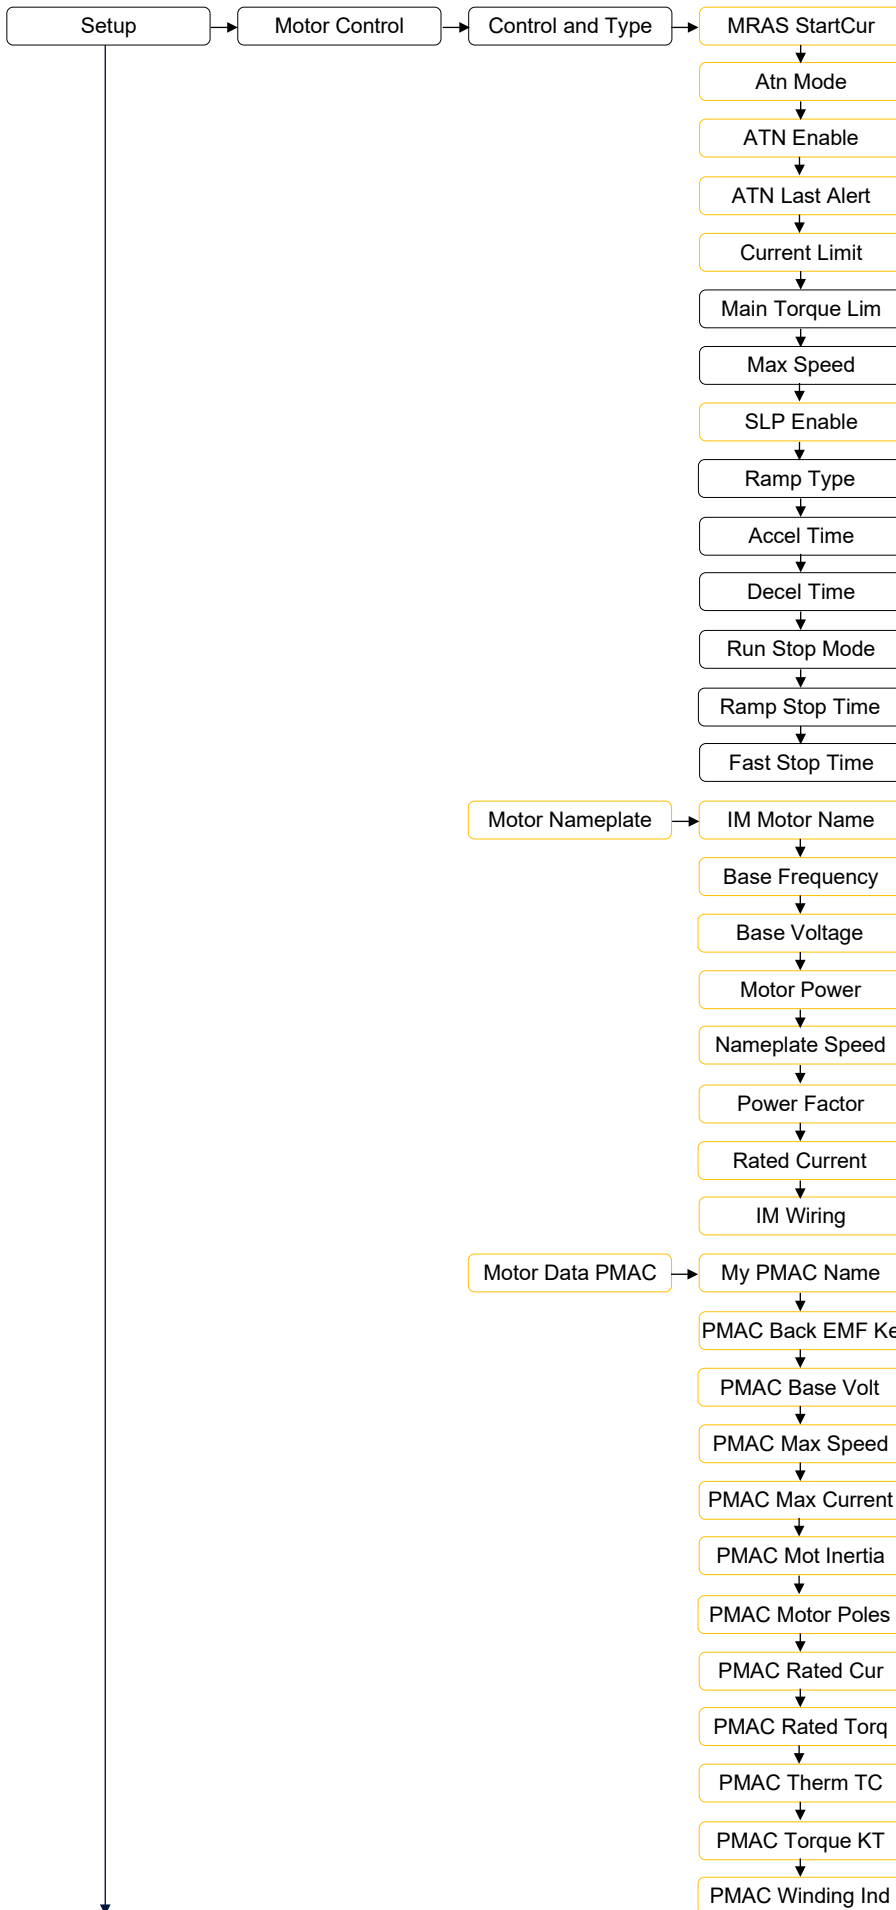 Setup
Motor Control
Control and Type
MRAS StartCur
Atn Mode
ATN Enable
ATN Last Alert
Current Limit
Main Torque Lim
Max Speed
SLP Enable
Ramp Type
Accel Time
Decel Time
Run Stop Mode
Ramp Stop Time
Fast Stop Time
Motor Nameplate
IM Motor Name
Base Frequency
Base Voltage
Motor Power
Nameplate Speed
Power Factor
Rated Current
IM Wiring
Motor Data PMAC
My PMAC Name
PMAC Back EMF Ke
PMAC Base Volt
PMAC Max Speed
PMAC Max Current
PMAC Mot Inertia
PMAC Motor Poles
PMAC Rated Cur
PMAC Rated Torq
PMAC Therm TC
PMAC Torque KT
PMAC Winding Ind